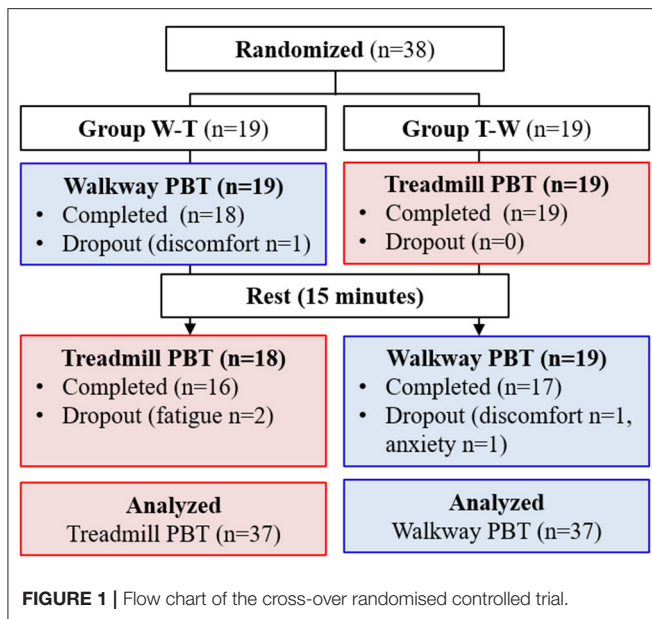 Randomized (n=38)
Group W-T (n=19)
Group T-W (n=19)
Walkway PBT (n=19)
• Completed (n=18)
• Dropout (discomfort n=1)
Treadmill PBT (n=19)
• Completed (n=19)
• Dropout (n=0)
Rest (15 minutes)
Treadmill PBT (n=18)
• Completed (n=16)
• Dropout (fatigue n=2)
Walkway PBT (n=19)
• Completed (n=17)
• Dropout (discomfort n=1,
anxiety n=1)
Analyzed
Treadmill PBT (n=37)
Analyzed
Walkway PBT (n=37)
FIGURE 1 | Flow chart of the cross-over randomised controlled trial.